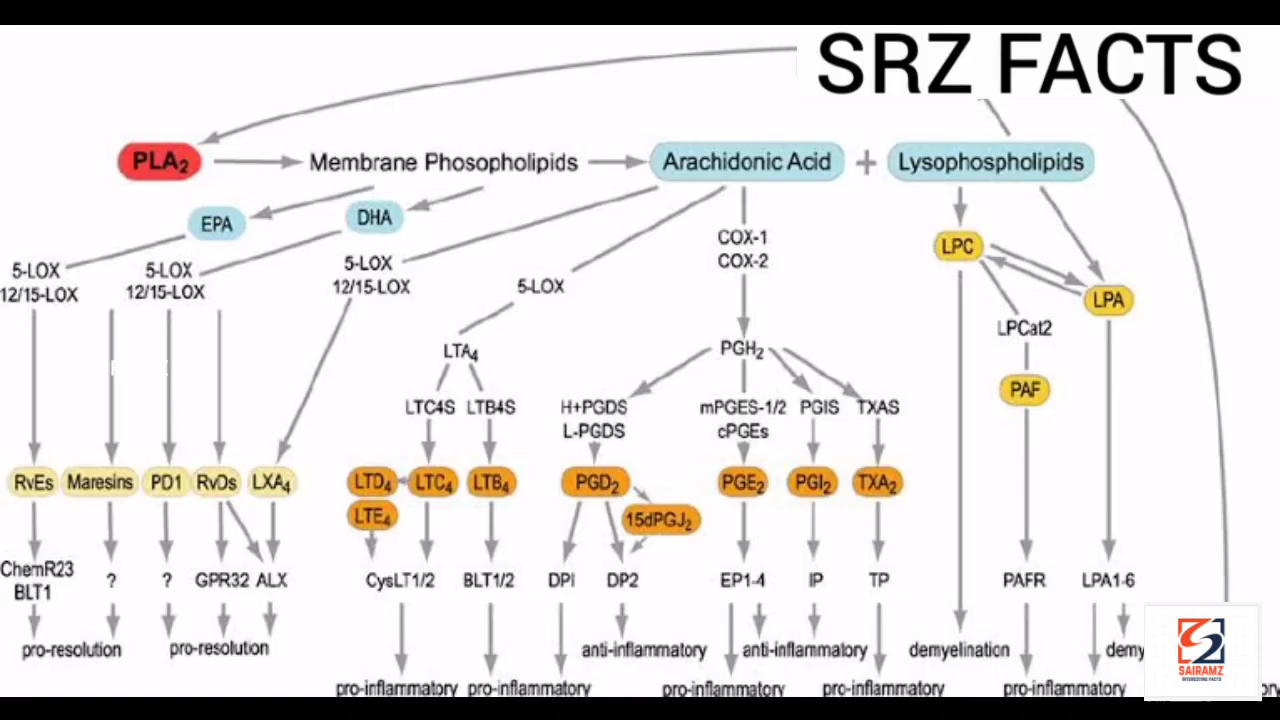 SRZ FACTS
PLA₂
Membrane Phosopholipids
Arachidonic Acid
+
Lysophospholipids
EPA
DHA
COX-1
COX-2
LPC
5-LOX
12/15-LOX
5-LOX
12/15-LOX
5-LOX
12/15-LOX
5-LOX
LPA
LPCat2
LTA₄
PGH₂
PAF
LTC4S
LTB4S
H+PGDS
L-PGDS
mPGES-1/2
cPGEs
PGIS
TXAS
RvEs
Maresins
PD1
RvDs
LXA₄
LTD₄
LTC₄
LTB₄
PGD₂
PGE₂
PGI₂
TXA₂
LTE₄
15dPGJ₂
ChemR23
BLT1
?
?
GPR32
ALX
CysLT1/2
BLT1/2
DPI
DP2
EP1-4
IP
TP
PAFR
LPA1-6
pro-resolution
pro-resolution
anti-inflammatory
anti-inflammatory
demyelination
demy
pro-inflammatory
pro-inflammatory
pro-inflammatory
pro-inflammatory
pro-inflammatory
SAIRAMZ
INTERESTING FACTS